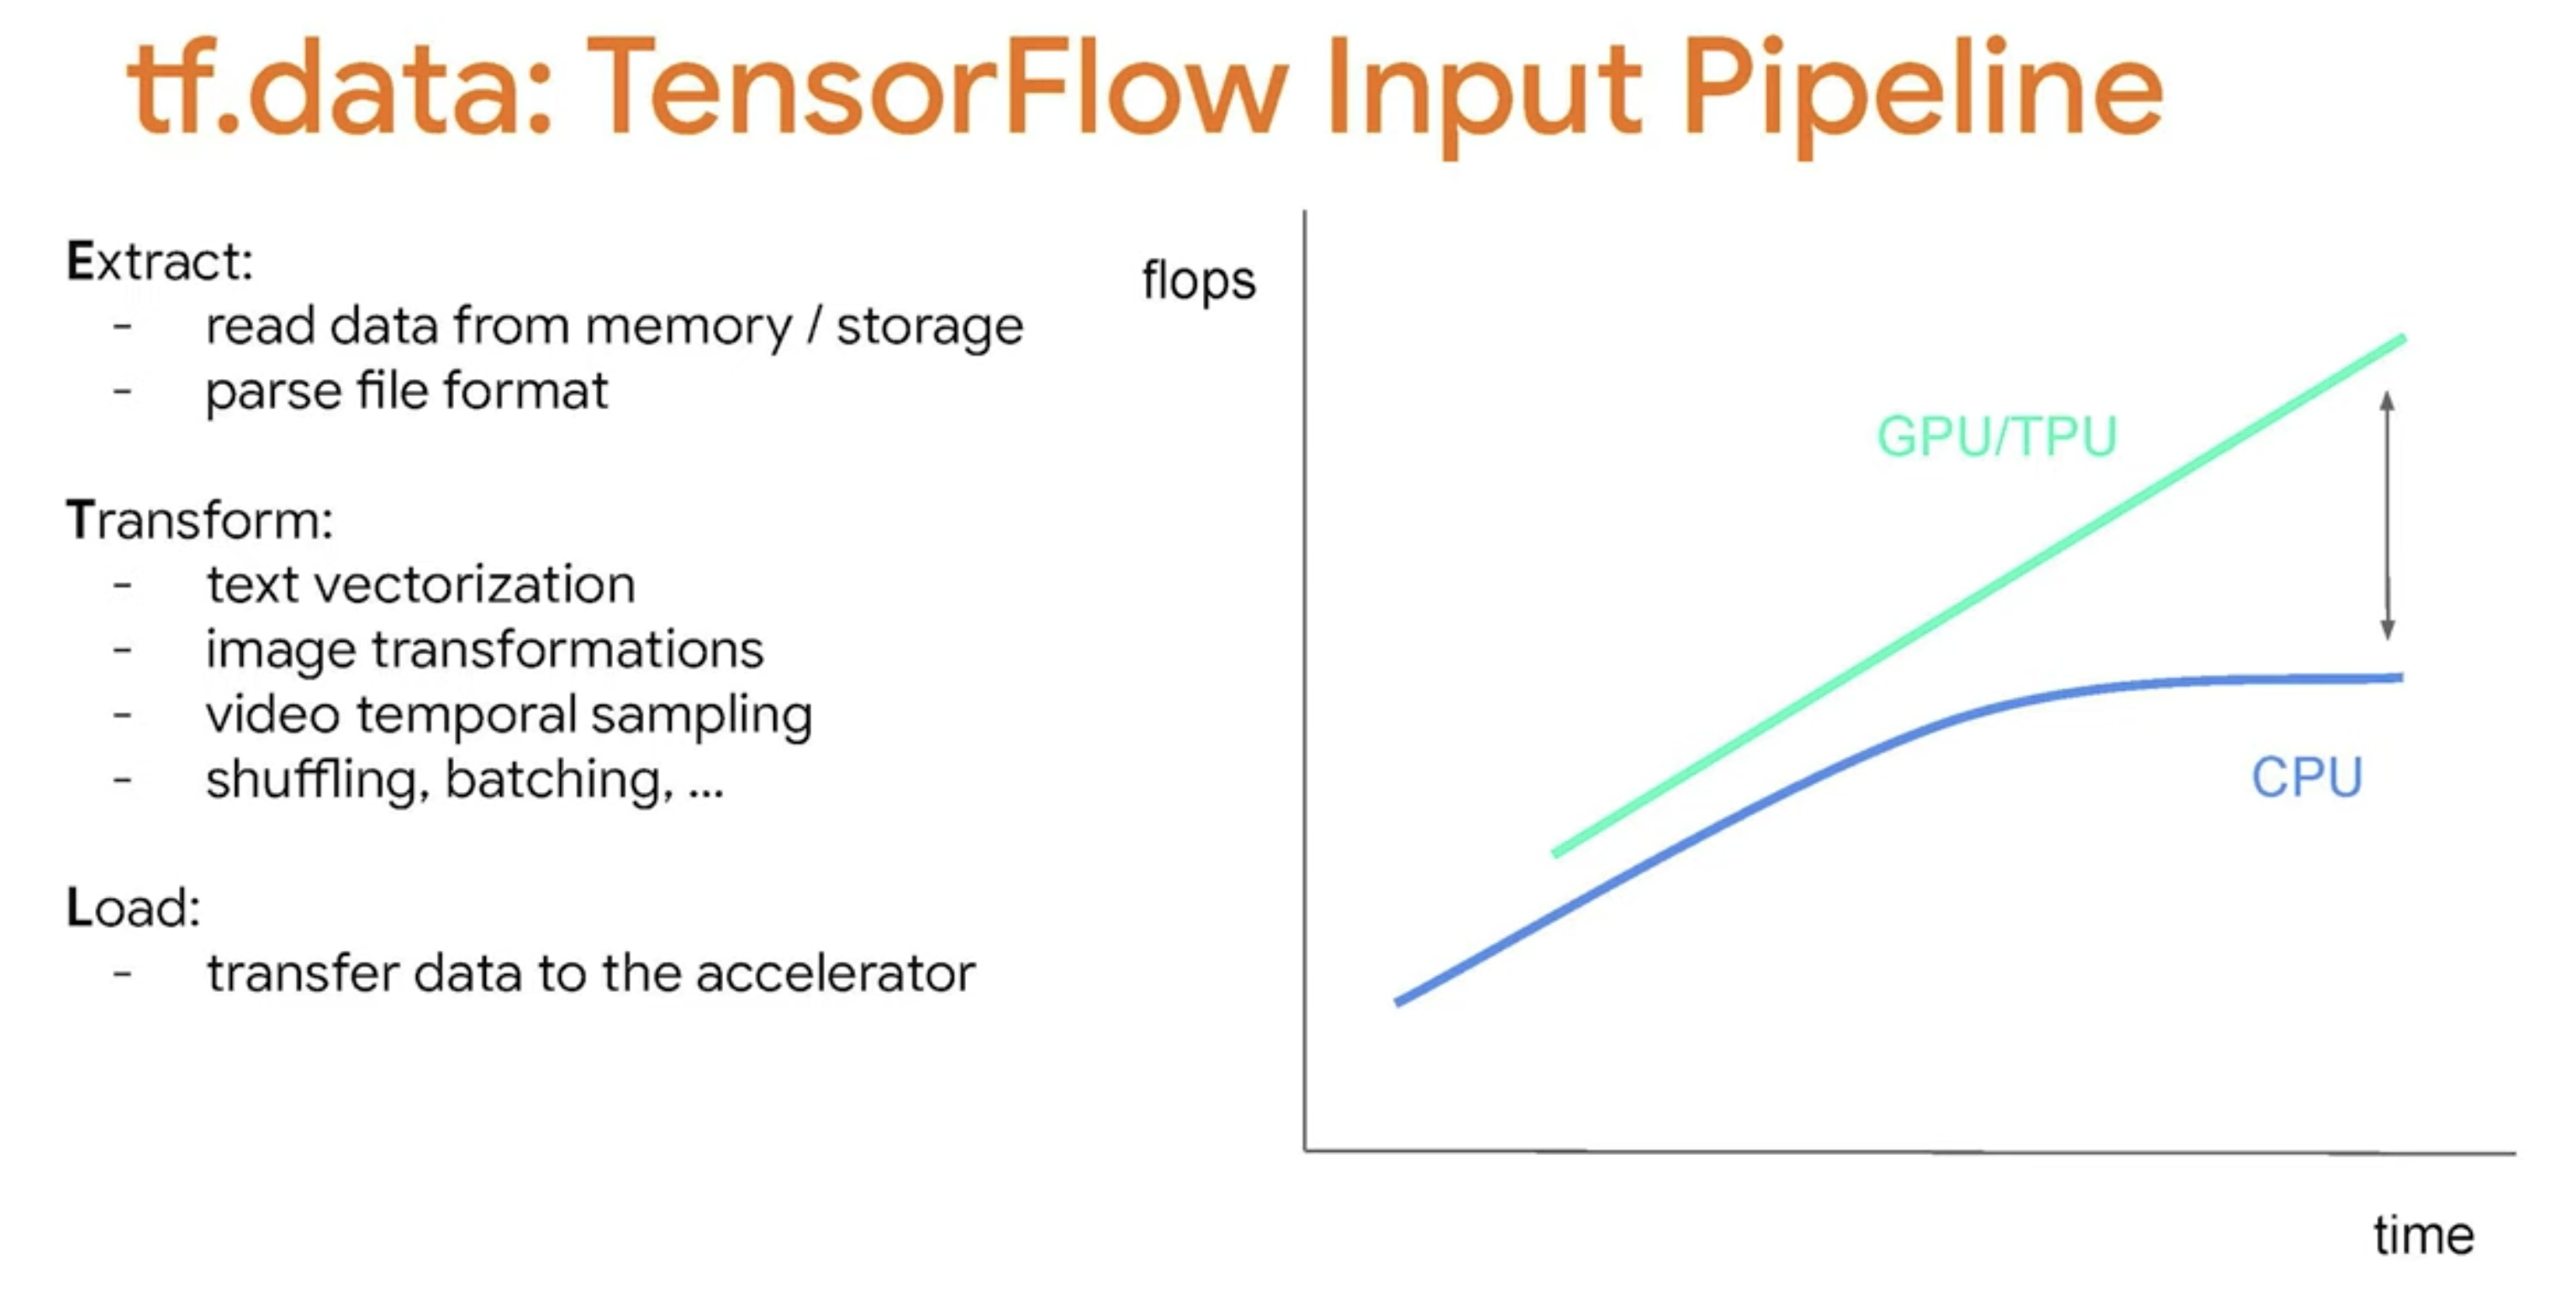 tf.data: TensorFlow Input Pipeline
Extract:
- read data from memory / storage
- parse file format
Transform:
- text vectorization
- image transformations
- video temporal sampling
- shuffling, batching, ...
Load:
- transfer data to the accelerator
flops
GPU/TPU
CPU
time